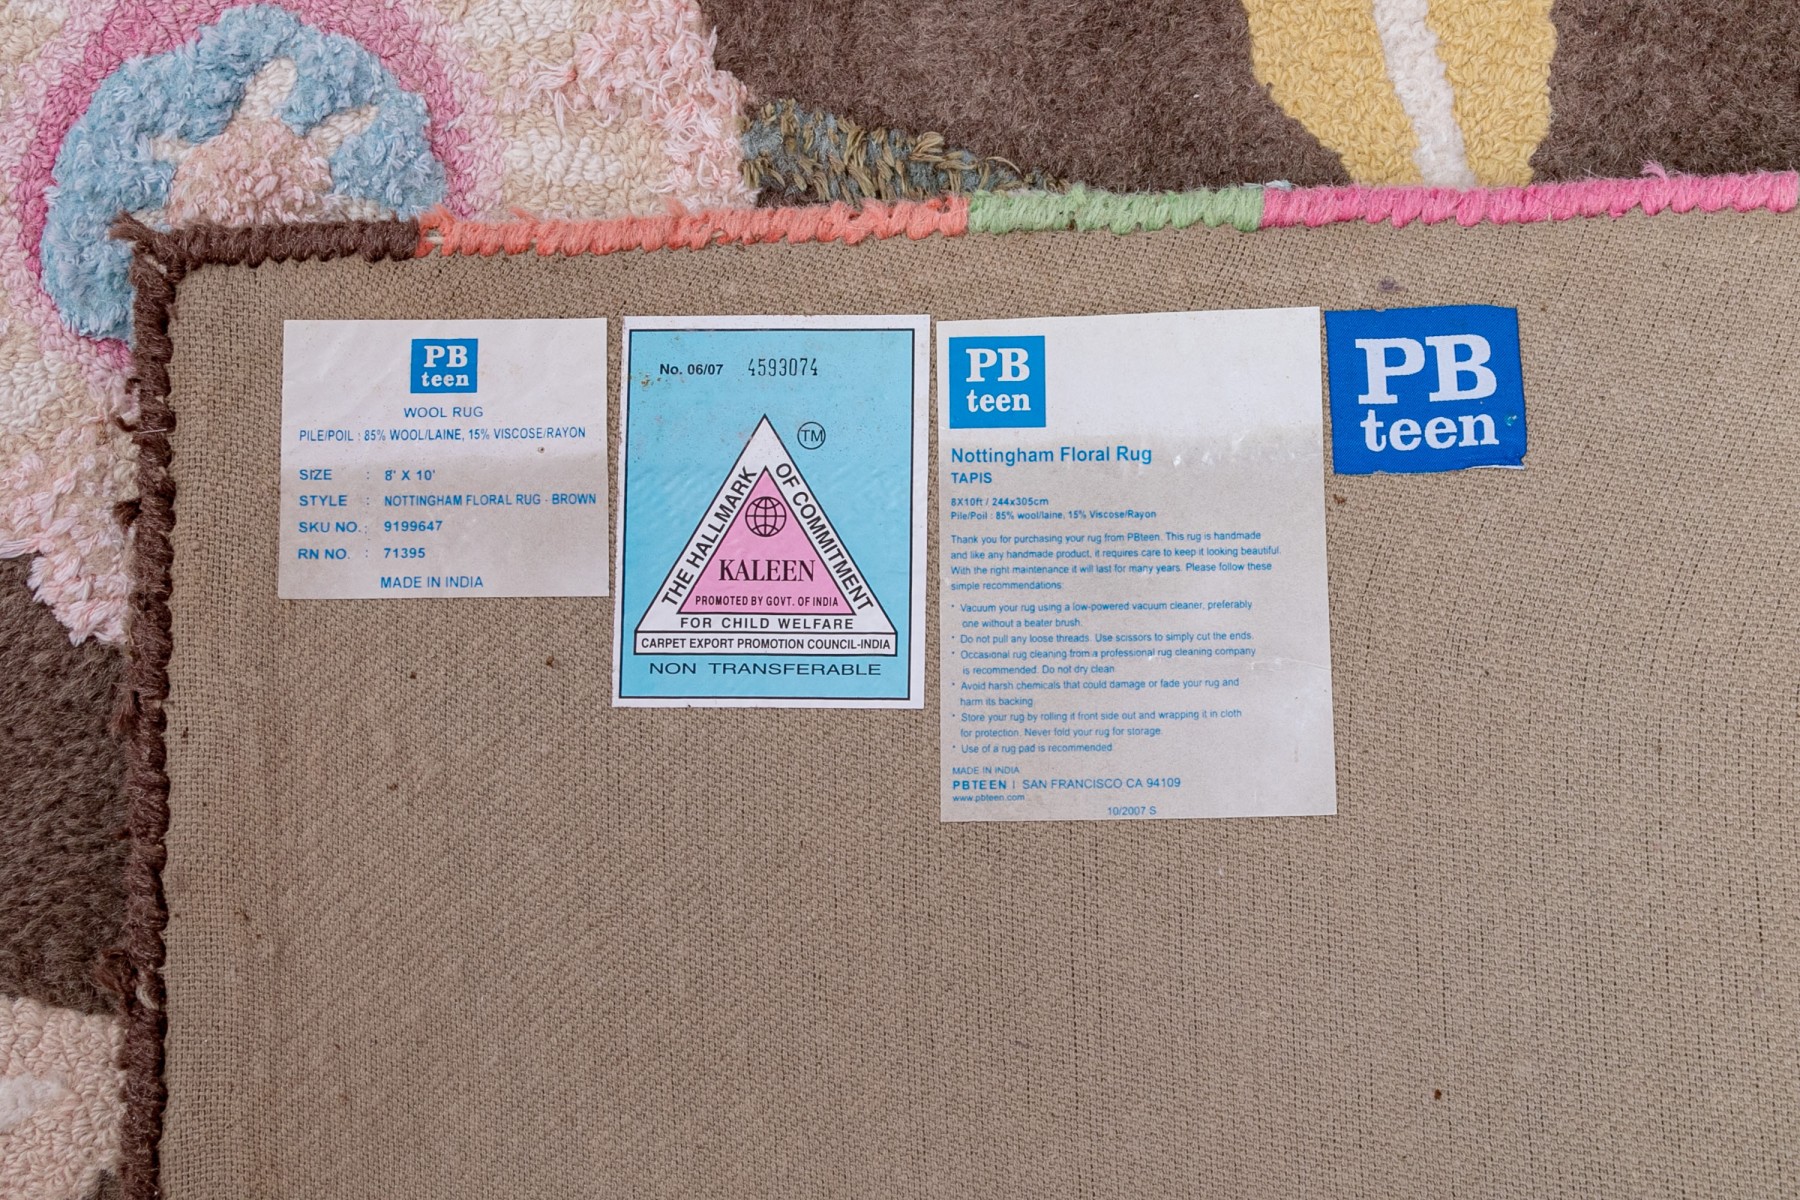 PB
teen
WOOL RUG
PILE/POIL : 85% WOOL/LAINE, 15% VISCOSE/RAYON
SIZE : 8' X 10'
STYLE : NOTTINGHAM FLORAL RUG - BROWN
SKU NO. : 9199647
RN NO. : 71395
MADE IN INDIA
No. 06/07 4593074
TM
THE HALLMARK OF COMMITMENT
KALEEN
PROMOTED BY GOVT. OF INDIA
FOR CHILD WELFARE
CARPET EXPORT PROMOTION COUNCIL-INDIA
NON TRANSFERABLE
PB
teen
Nottingham Floral Rug
TAPIS
8X10ft / 244x305cm
Pile/Poil : 85% wool/laine, 15% Viscose/Rayon
Thank you for purchasing your rug from PBteen. This rug is handmade
and like any handmade product, it requires care to keep it looking beautiful.
With the right maintenance it will last for many years. Please follow these
simple recommendations:
* Vacuum your rug using a low-powered vacuum cleaner, preferably
one without a beater brush.
* Do not pull any loose threads. Use scissors to simply cut the ends.
* Occasional rug cleaning from a professional rug cleaning company
is recommended. Do not dry clean.
* Avoid harsh chemicals that could damage or fade your rug and
harm its backing.
* Store your rug by rolling it front side out and wrapping it in cloth
for protection. Never fold your rug for storage.
* Use of a rug pad is recommended.
MADE IN INDIA
PBTEEN | SAN FRANCISCO CA 94109
www.pbteen.com
10/2007 S
PB
teen